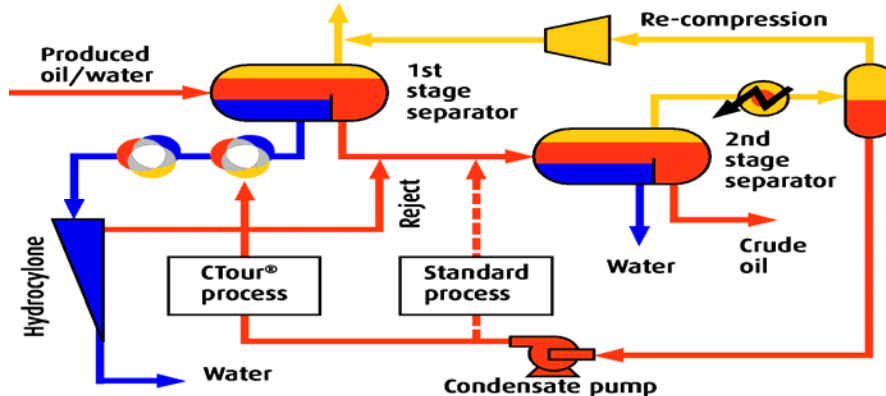 Re-compression
Produced
oil/water
1st
stage
separator
2nd
stage
separator
Reject
Hydrocylone
CTour®
process
Standard
process
Water
Crude
oil
Water
Condensate pump